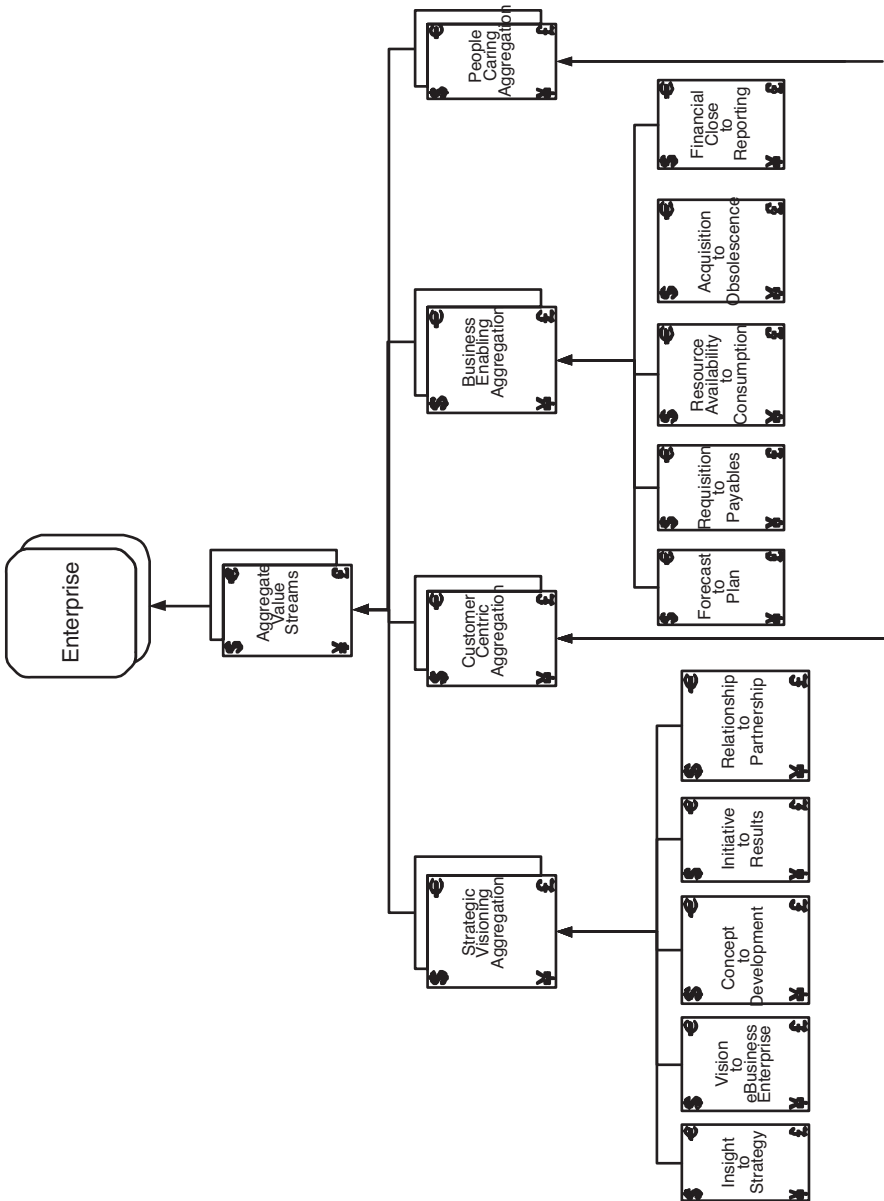 Enterprise
Aggregate
Value
Streams
Strategic
Visioning
Aggregation
Customer
Centric
Aggregation
Business
Enabling
Aggregation
People
Caring
Aggregation
Insight
to
Strategy
Vision
to
eBusiness
Enterprise
Concept
to
Development
Initiative
to
Results
Relationship
to
Partnership
Forecast
to
Plan
Requisition
to
Payables
Resource
Availability
to
Consumption
Acquisition
to
Obsolescence
Financial
Close
to
Reporting